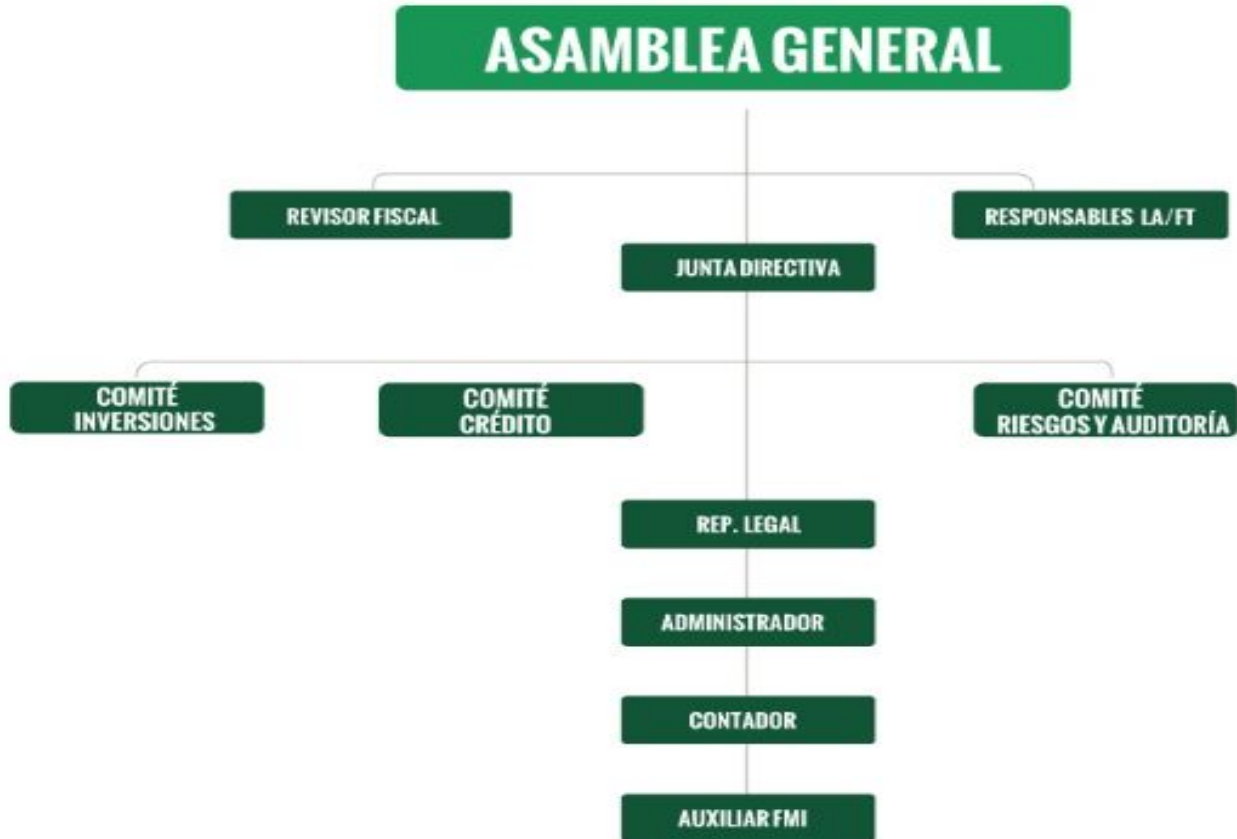 ASAMBLEA GENERAL
REVISOR FISCAL
RESPONSABLES LA/FT
JUNTA DIRECTIVA
COMITÉ
INVERSIONES
COMITÉ
CRÉDITO
COMITÉ
RIESGOS Y AUDITORÍA
REP. LEGAL
ADMINISTRADOR
CONTADOR
AUXILIAR FMI